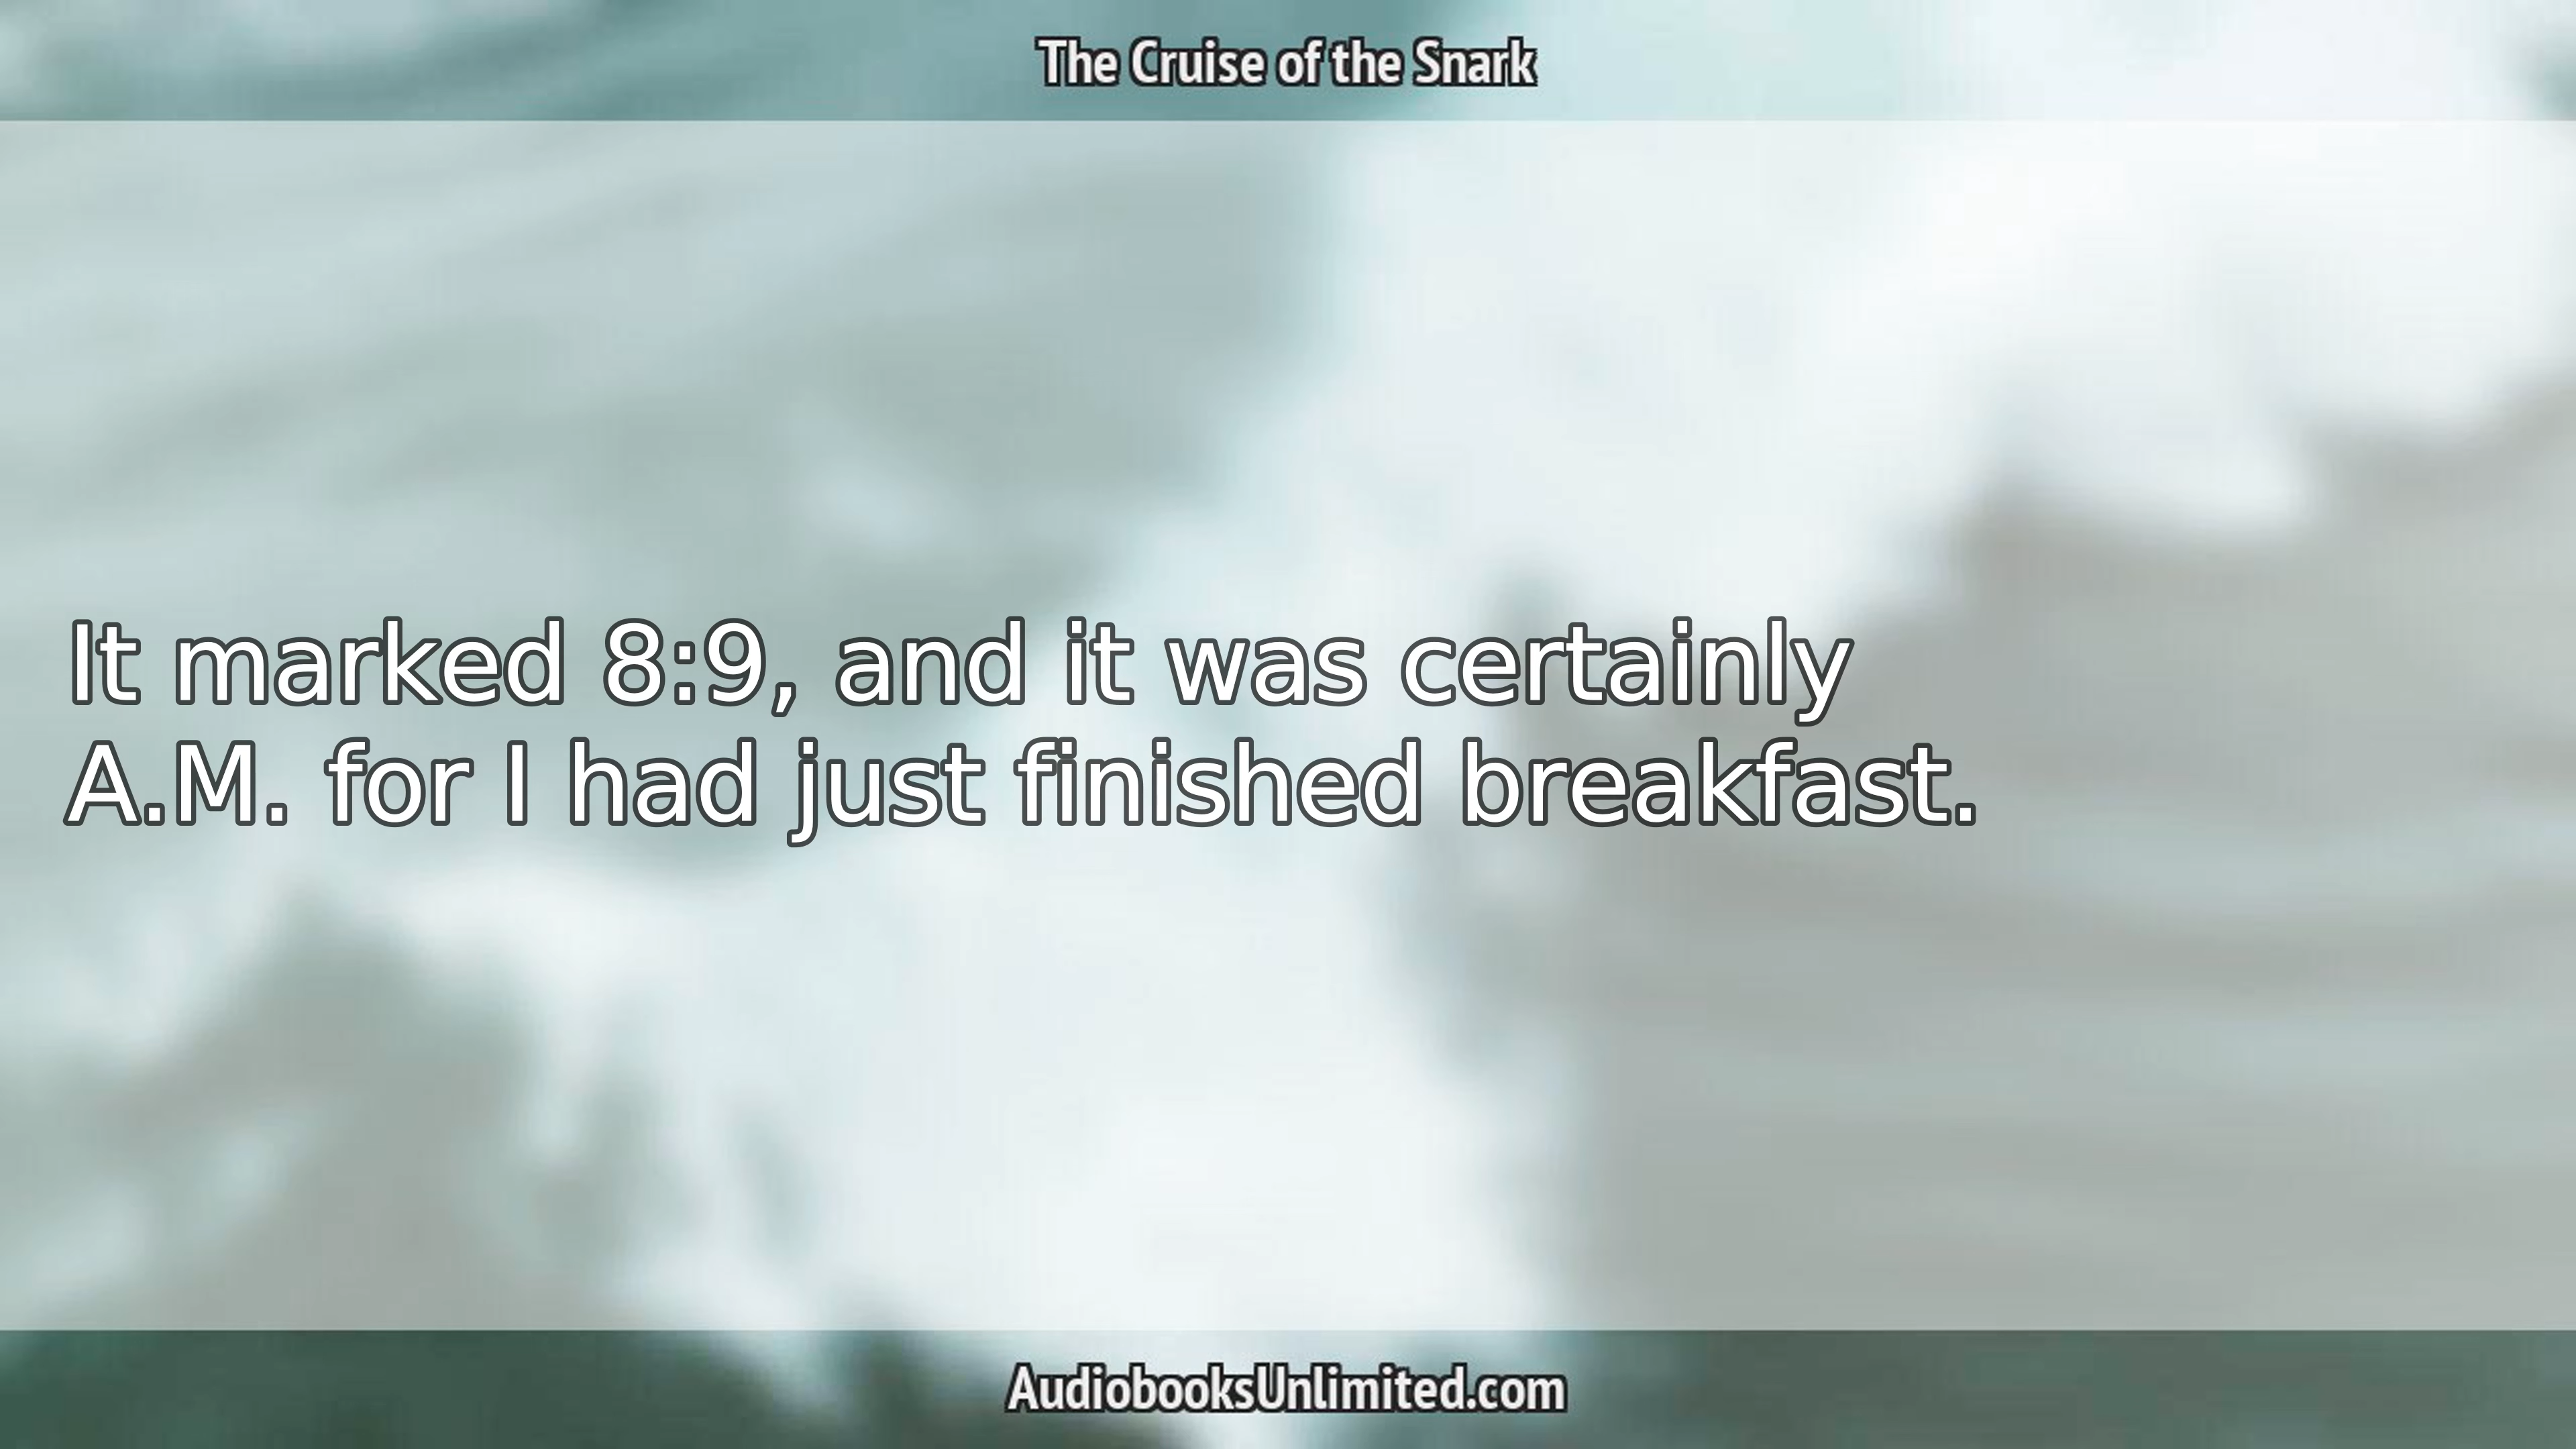 The Cruise of the Snark
It marked 8:9, and it was certainly
A.M. for I had just finished breakfast.
AudiobooksUnlimited.com